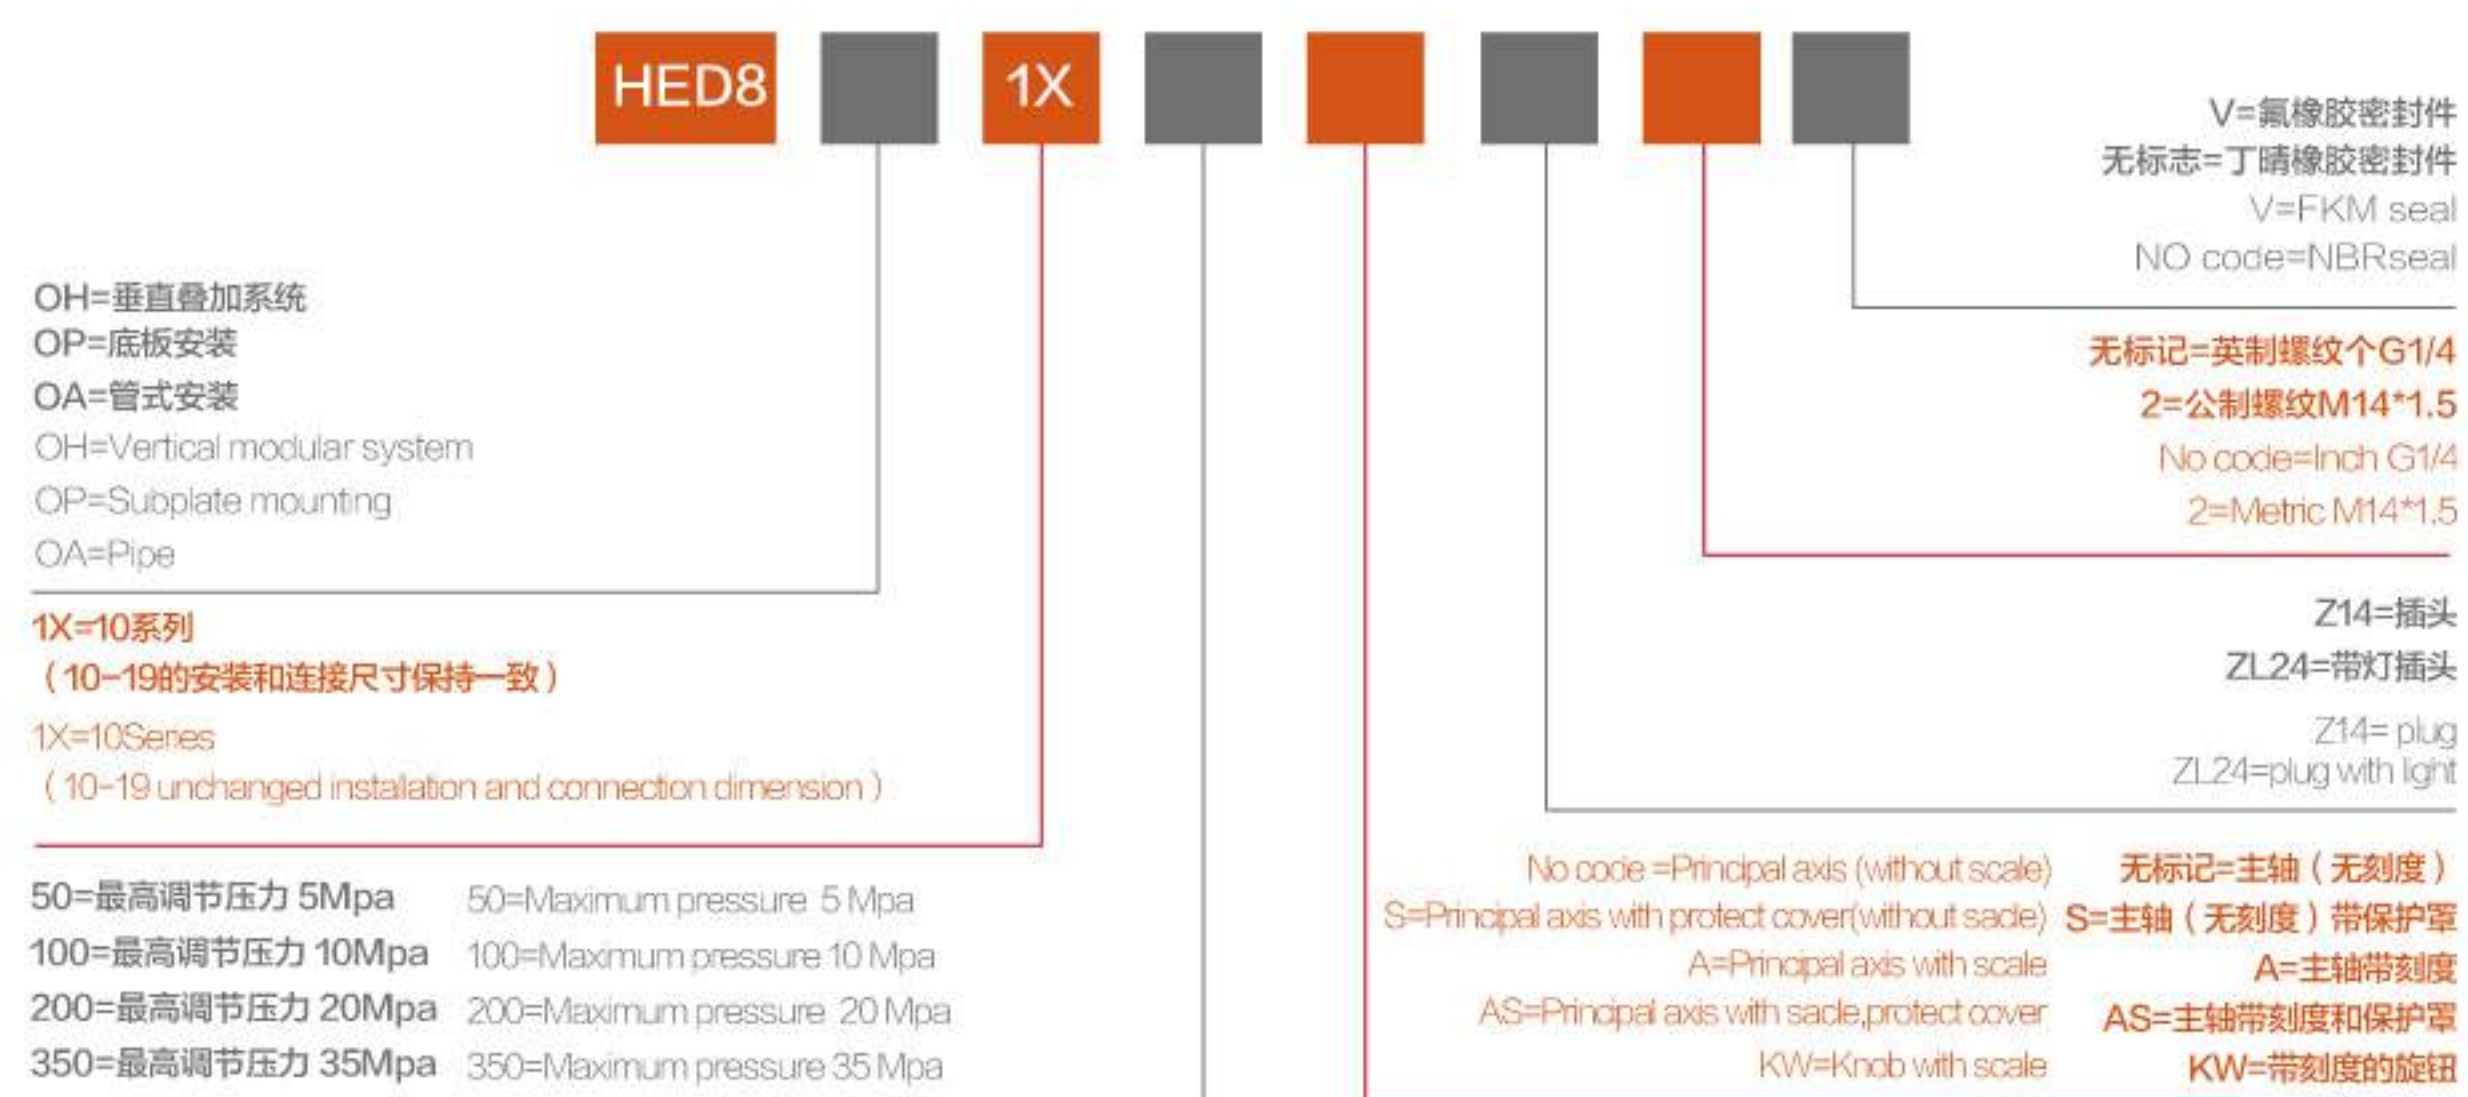 HED8
1X
V=氟橡胶密封件
无标志=丁晴橡胶密封件
V=FKM seal
NO code=NBRseal
OH=垂直叠加系统
OP=底板安装
OA=管式安装
OH=Vertical modular system
OP=Subplate mounting
OA=Pipe
无标记=英制螺纹个G1/4
2=公制螺纹M14*1.5
No code=Inch G1/4
2=Metric M14*1.5
1X=10系列
（10-19的安装和连接尺寸保持一致）
1X=10Series
（10-19 unchanged installation and connection dimension）
Z14=插头
ZL24=带灯插头
Z14= plug
ZL24=plug with light
50=最高调节压力 5Mpa 50=Maximum pressure 5 Mpa
100=最高调节压力 10Mpa 100=Maximum pressure 10 Mpa
200=最高调节压力 20Mpa 200=Maximum pressure 20 Mpa
350=最高调节压力 35Mpa 350=Maximum pressure 35 Mpa
No code =Principal axis (without scale) 无标记=主轴（无刻度）
S=Principal axis with protect cover(without sacle) S=主轴（无刻度）带保护罩
A=Principal axis with scale A=主轴带刻度
AS=Principal axis with sacle,protect cover AS=主轴带刻度和保护罩
KW=Knob with scale KW=带刻度的旋钮